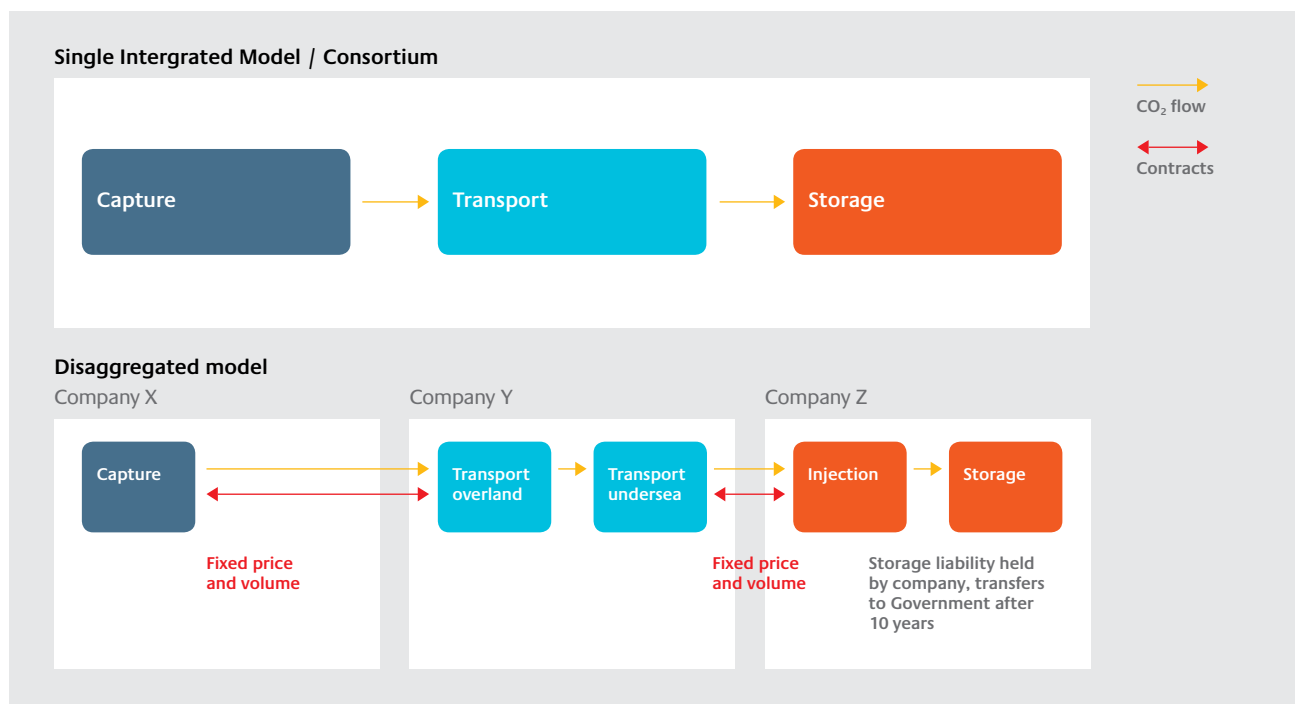 Single Intergrated Model / Consortium
CO₂ flow
Contracts
Capture
Transport
Storage
Disaggregated model
Company X
Company Y
Company Z
Capture
Transport
overland
Transport
undersea
Injection
Storage
Fixed price
and volume
Fixed price
and volume
Storage liability held
by company, transfers
to Government after
10 years